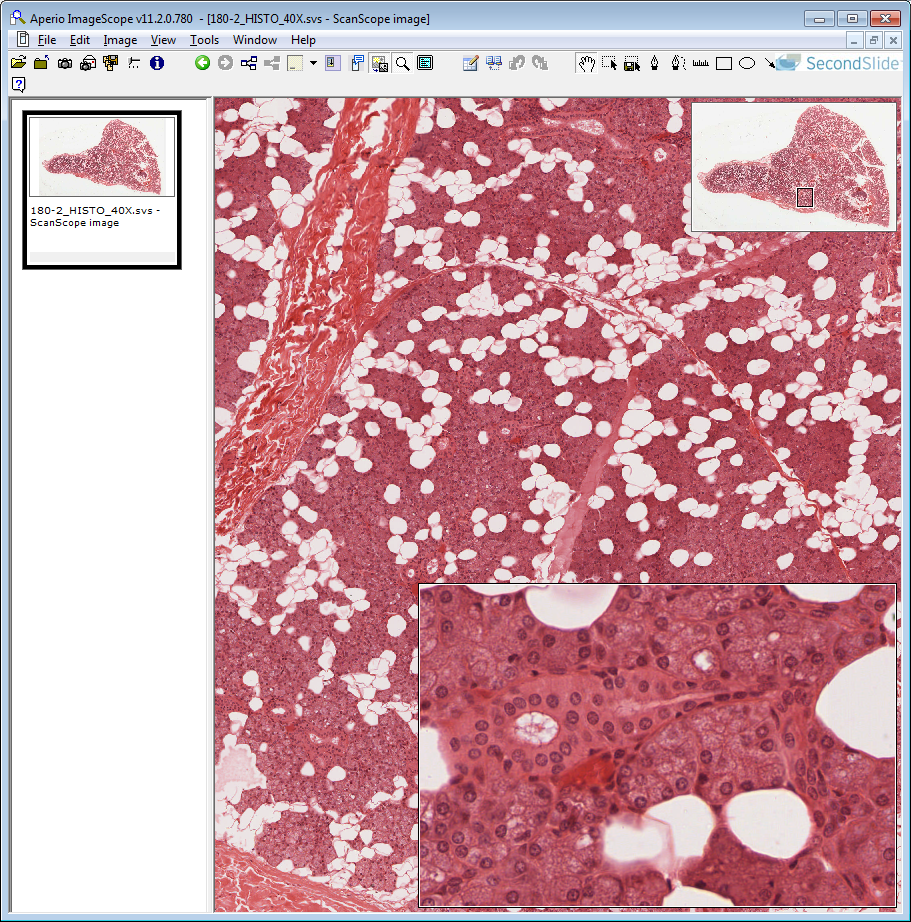 Aperio ImageScope v11.2.0.780 - [180-2_HISTO_40X.svs - ScanScope image]
File Edit Image View Tools Window Help
SecondSlide
180-2_HISTO_40X.svs -
ScanScope image